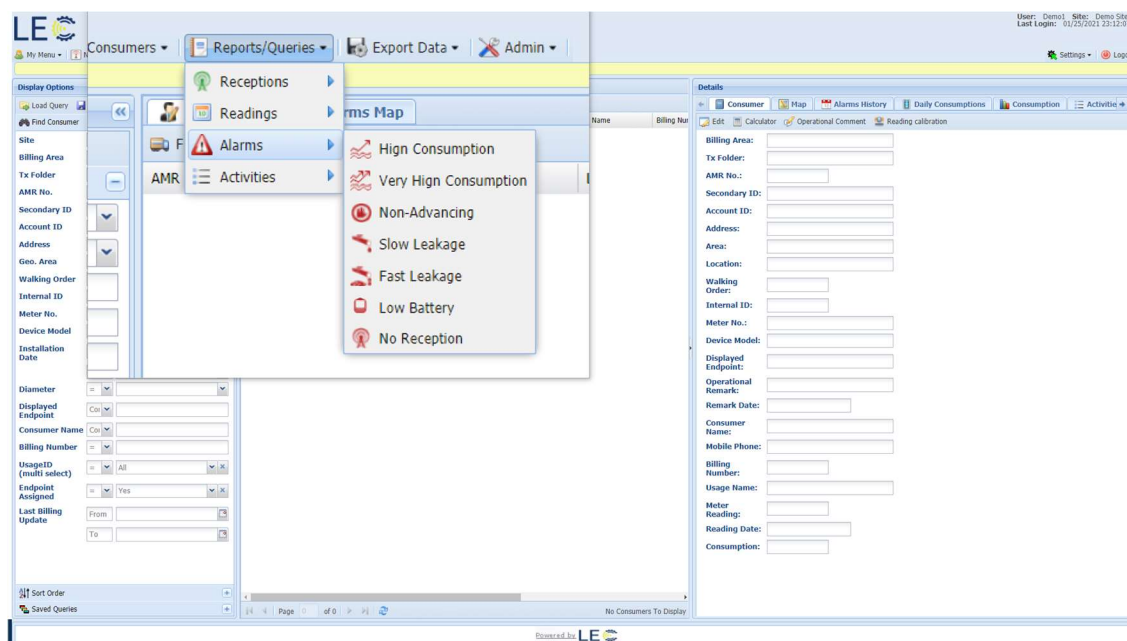 LEO
User: Demo1 Site: Demo Site
Last Login: 01/25/2021 23:12:0
My Menu
Consumers
Reports/Queries
Export Data
Admin
Settings
Display Options
Load Query
Find Consumer
Receptions
Readings
Alarms
Activities
rms Map
AMR
Hign Consumption
Very Hign Consumption
Non-Advancing
Slow Leakage
Fast Leakage
Low Battery
No Reception
Name
Billing Nur
Site
Billing Area
Tx Folder
AMR No.
Secondary ID
Account ID
Address
Geo. Area
Walking Order
Internal ID
Meter No.
Device Model
Installation
Date
Diameter =
Displayed
Endpoint
Consumer Name
Billing Number =
UsageID
(multi select) = All
Endpoint
Assigned = Yes
Last Billing
Update From
To
Sort Order
Saved Queries
Page 0 of 0
No Consumers To Display
Details
Consumer Map Alarms History Daily Consumptions Consumption Activitie
Edit Calculator Operational Comment Reading calibration
Billing Area:
Tx Folder:
AMR No.:
Secondary ID:
Account ID:
Address:
Area:
Location:
Walking
Order:
Internal ID:
Meter No.:
Device Model:
Displayed
Endpoint:
Operational
Remark:
Remark Date:
Consumer
Name:
Mobile Phone:
Billing
Number:
Usage Name:
Meter
Reading:
Reading Date:
Consumption:
Powered by LEO